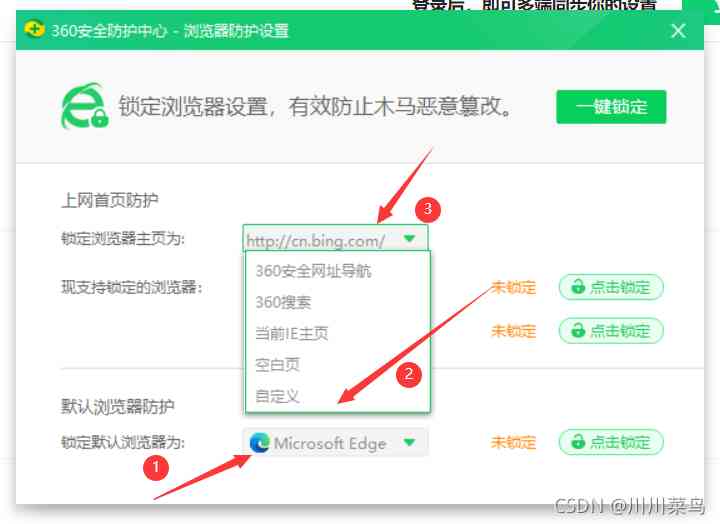 登录后，即可多端同步你的设置
360安全防护中心 - 浏览器防护设置
锁定浏览器设置，有效防止木马恶意篡改。
一键锁定
上网首页防护
3
锁定浏览器主页为:
http://cn.bing.com/
360安全网址导航
现支持锁定的浏览器:
未锁定
点击锁定
360搜索
当前IE主页
未锁定
点击锁定
空白页
2
自定义
默认浏览器防护
锁定默认浏览器为:
Microsoft Edge
未锁定
点击锁定
1
CSDN @川川菜鸟